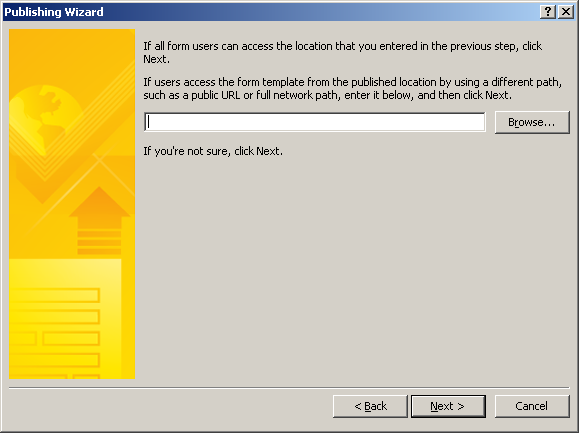 Publishing Wizard
If all form users can access the location that you entered in the previous step, click
Next.
If users access the form template from the published location by using a different path,
such as a public URL or full network path, enter it below, and then click Next.
Browse...
If you're not sure, click Next.
< Back
Next >
Cancel